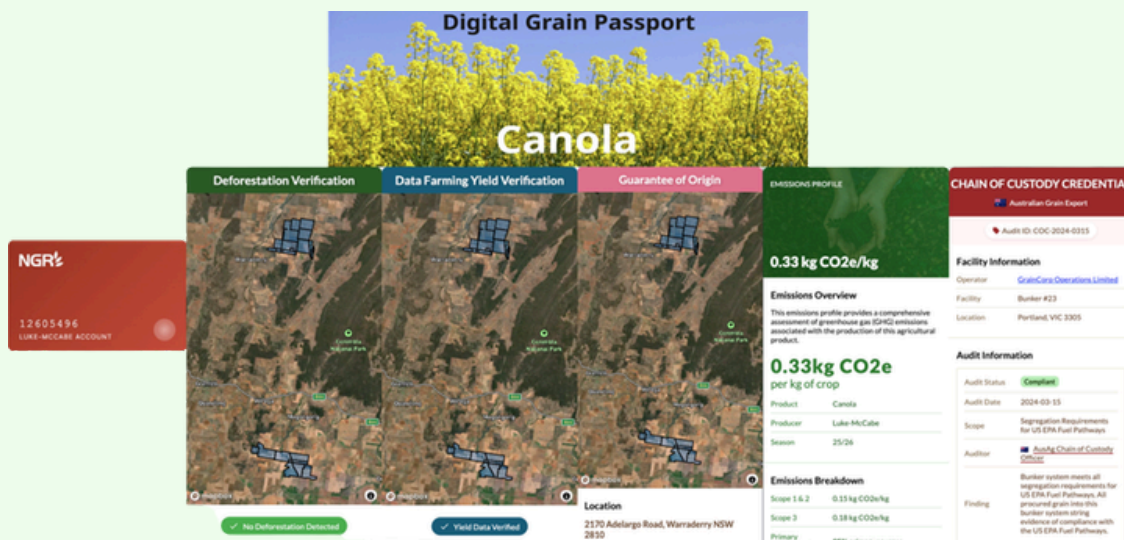 Digital Grain Passport
Canola
NGR
12605496
LUKE-MCCABE ACCOUNT
Deforestation Verification
No Deforestation Detected
Data Farming Yield Verification
Yield Data Verified
Guarantee of Origin
Location
2170 Adelargo Road, Warraderry NSW
2810
EMISSIONS PROFILE
0.33 kg CO2e/kg
Emissions Overview
This emissions profile provides a comprehensive
assessment of greenhouse gas (GHG) emissions
associated with the production of this agricultural
product.
0.33kg CO2e
per kg of crop
Product Canola
Producer Luke-McCabe
Season 25/26
Emissions Breakdown
Scope 1 & 2 0.15 kg CO2e/kg
Scope 3 0.18 kg CO2e/kg
Primary
CHAIN OF CUSTODY CREDENTIA
Australian Grain Export
Audit ID: COC-2024-0315
Facility Information
Operator GrainCorp Operations Limited
Facility Bunker #23
Location Portland, VIC 3305
Audit Information
Audit Status Compliant
Audit Date 2024-03-15
Scope Segregation Requirements
for US EPA Fuel Pathways
Auditor AusAg Chain of Custody
Officer
Finding Bunker system meets all
segregation requirements for
US EPA Fuel Pathways. All
procured grain into this
bunker system string
evidence of compliance with
the US EPA Fuel Pathways.